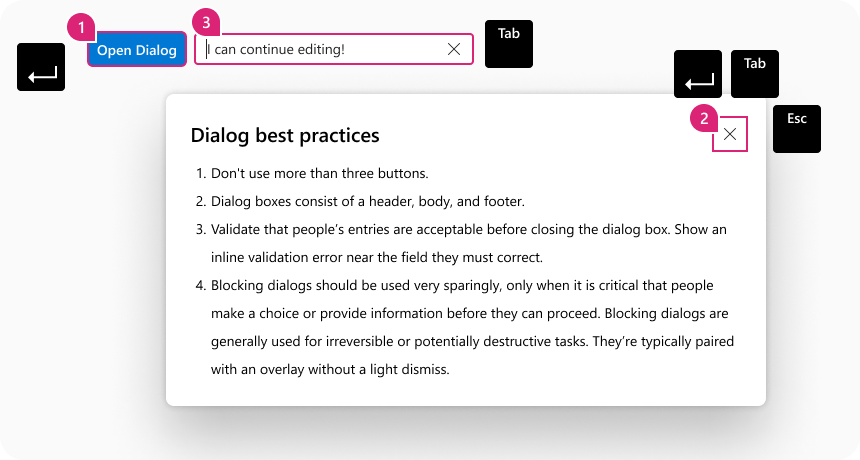 1
3
Open Dialog
I can continue editing!
Tab
Tab
2
Esc
Dialog best practices
1. Don't use more than three buttons.
2. Dialog boxes consist of a header, body, and footer.
3. Validate that people’s entries are acceptable before closing the dialog box. Show an
inline validation error near the field they must correct.
4. Blocking dialogs should be used very sparingly, only when it is critical that people
make a choice or provide information before they can proceed. Blocking dialogs are
generally used for irreversible or potentially destructive tasks. They’re typically paired
with an overlay without a light dismiss.